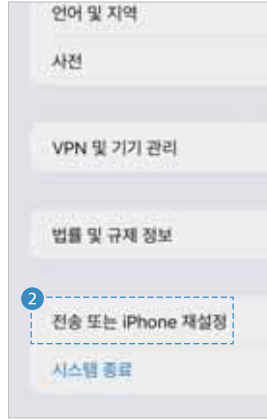 언어 및 지역
사전
VPN 및 기기 관리
법률 및 규제 정보
2
전송 또는 iPhone 재설정
시스템 종료